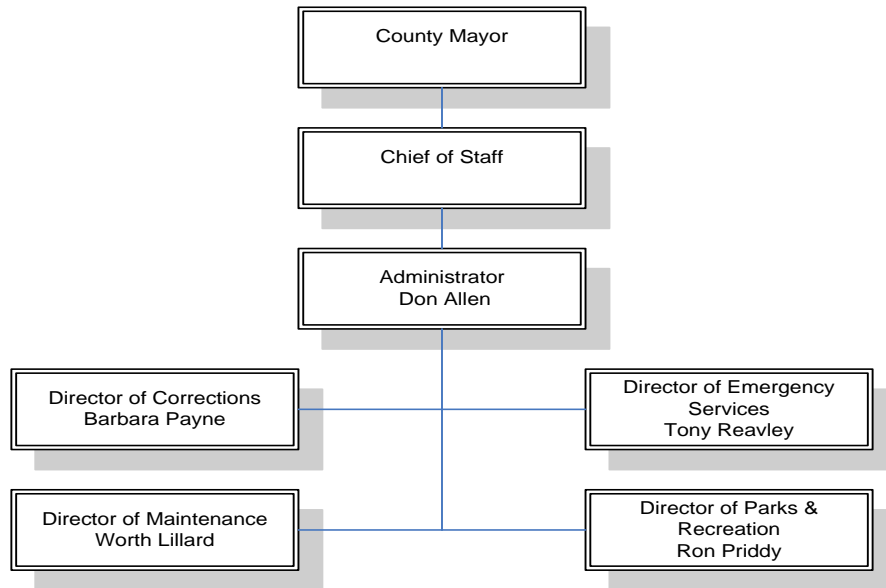 County Mayor
Chief of Staff
Administrator
Don Allen
Director of Corrections
Barbara Payne
Director of Emergency
Services
Tony Reavley
Director of Maintenance
Worth Lillard
Director of Parks &
Recreation
Ron Priddy